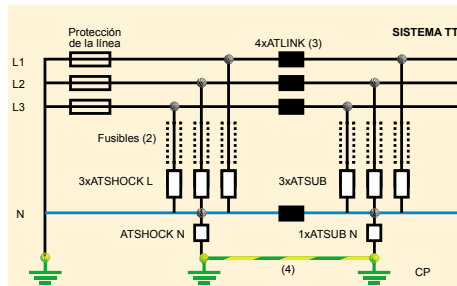 Protección
de la línea
4xATLINK (3)
SISTEMA TT
L1
L2
L3
Fusibles (2)
3xATSHOCK L
3xATSUB
N
ATSHOCK N
1xATSUB N
(4)
CP